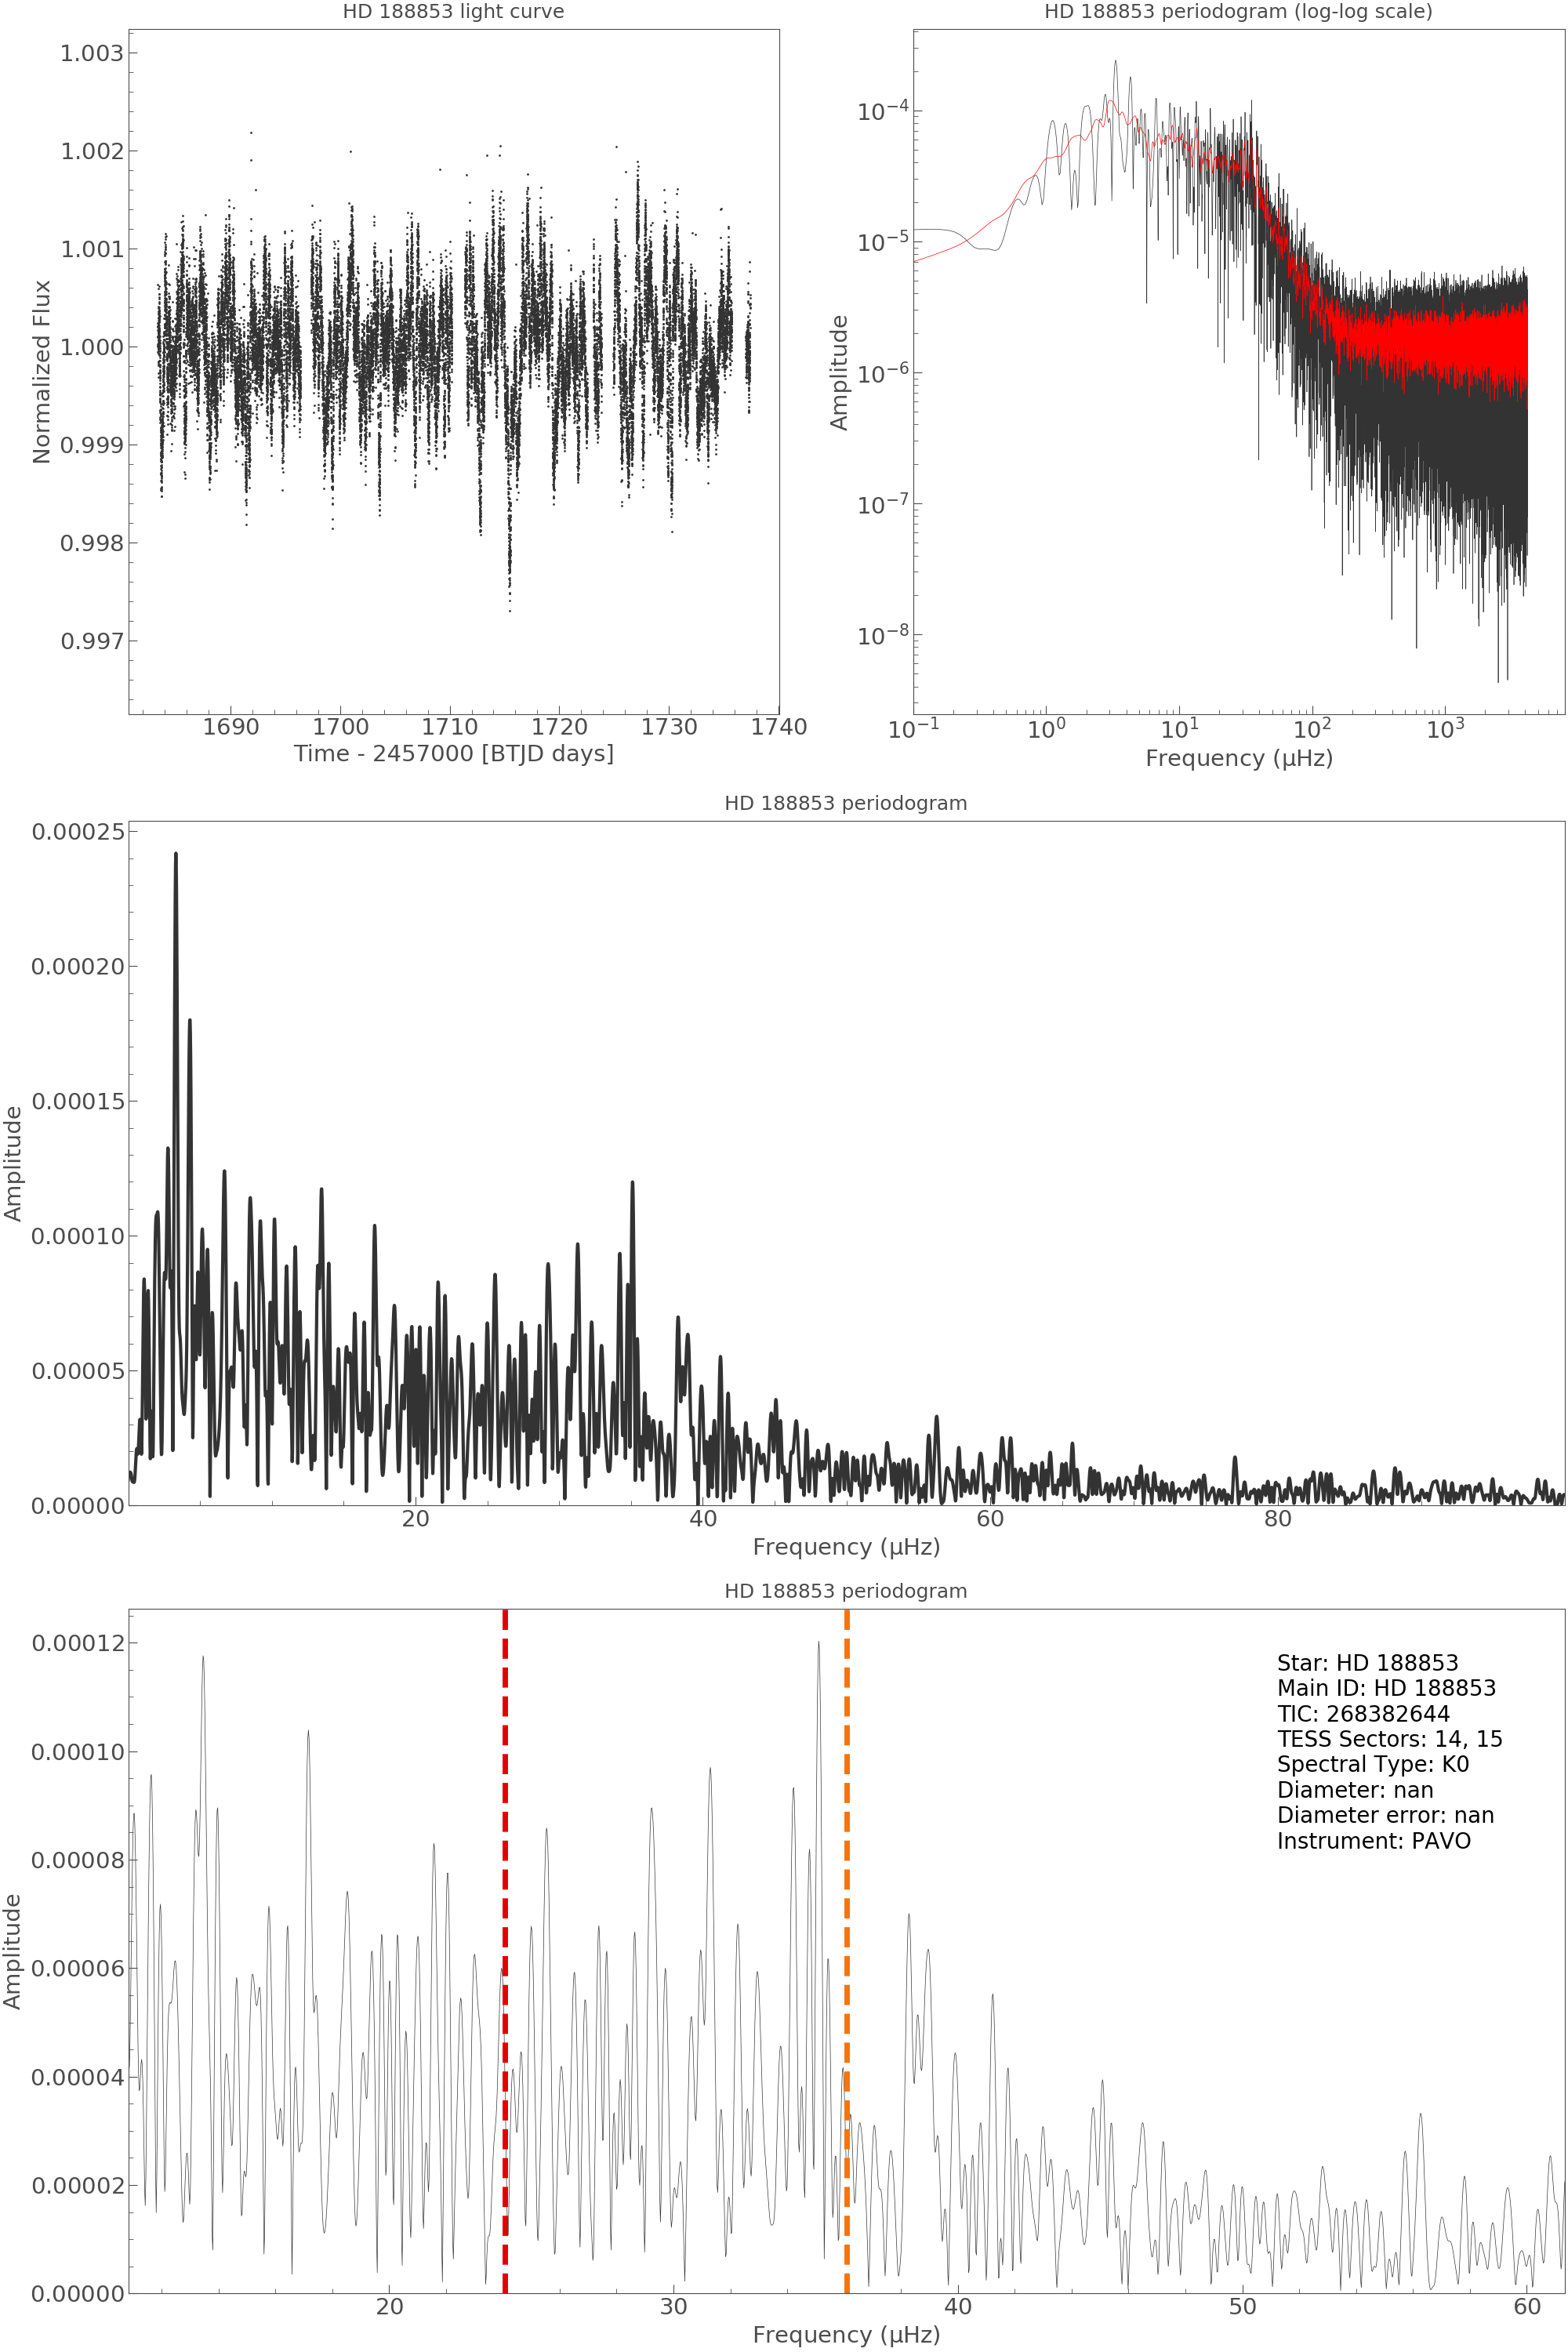 HD 188853 light curve
1.003
1.002
1.001
1.000
0.999
0.998
0.997
Normalized Flux
1690 1700 1710 1720 1730 1740
Time - 2457000 [BTJD days]
HD 188853 periodogram (log-log scale)
10⁻⁴
10⁻⁵
10⁻⁶
10⁻⁷
10⁻⁸
Amplitude
10⁻¹ 10⁰ 10¹ 10² 10³
Frequency (µHz)
HD 188853 periodogram
0.00025
0.00020
0.00015
0.00010
0.00005
0.00000
Amplitude
20 40 60 80
Frequency (µHz)
HD 188853 periodogram
0.00012
0.00010
0.00008
0.00006
0.00004
0.00002
0.00000
Amplitude
20 30 40 50 60
Frequency (µHz)
Star: HD 188853
Main ID: HD 188853
TIC: 268382644
TESS Sectors: 14, 15
Spectral Type: K0
Diameter: nan
Diameter error: nan
Instrument: PAVO